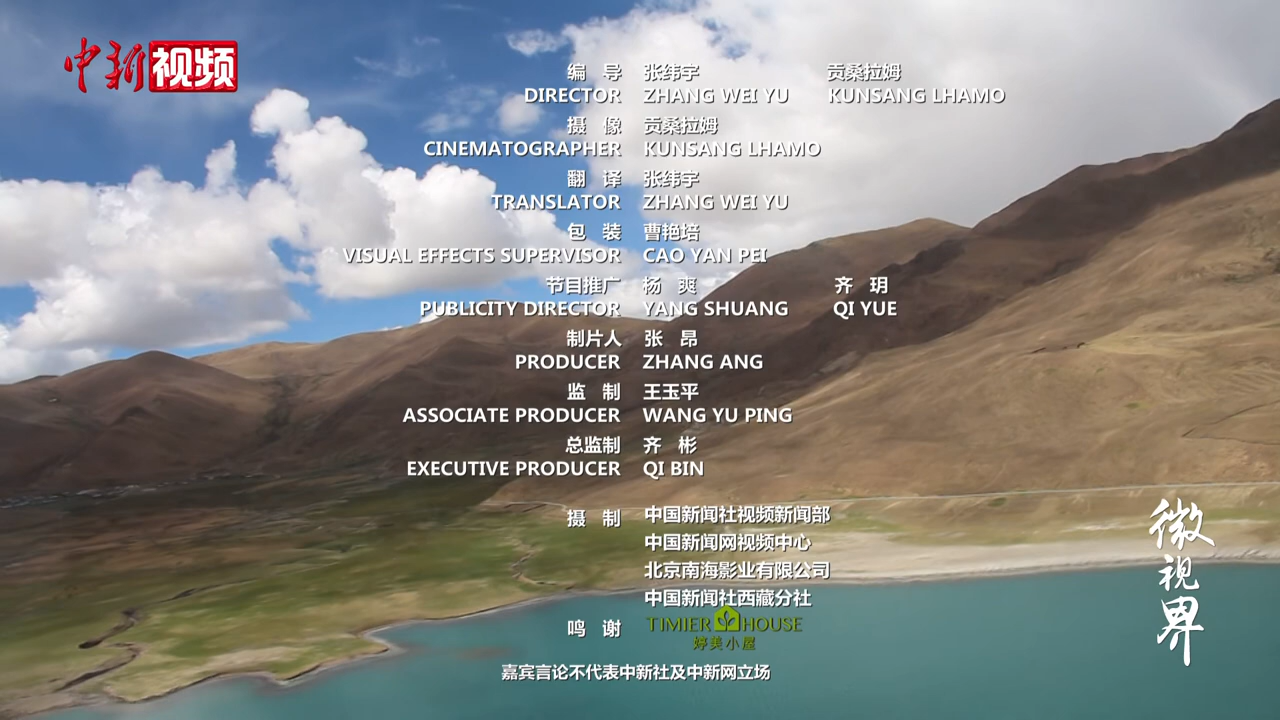 中新视频
编 导 张纬宇 贡桑拉姆
DIRECTOR ZHANG WEI YU KUNSANG LHAMO
摄 像 贡桑拉姆
CINEMATOGRAPHER KUNSANG LHAMO
翻 译 张纬宇
TRANSLATOR ZHANG WEI YU
包 装 曹艳培
VISUAL EFFECTS SUPERVISOR CAO YAN PEI
节目推广 杨 爽 齐 玥
PUBLICITY DIRECTOR YANG SHUANG QI YUE
制片人 张 昂
PRODUCER ZHANG ANG
监 制 王玉平
ASSOCIATE PRODUCER WANG YU PING
总监制 齐 彬
EXECUTIVE PRODUCER QI BIN
摄 制 中国新闻社视频新闻部
中国新闻网视频中心
北京南海影业有限公司
中国新闻社西藏分社
鸣 谢 TIMIER HOUSE
婷美小屋
嘉宾言论不代表中新社及中新网立场
微视界